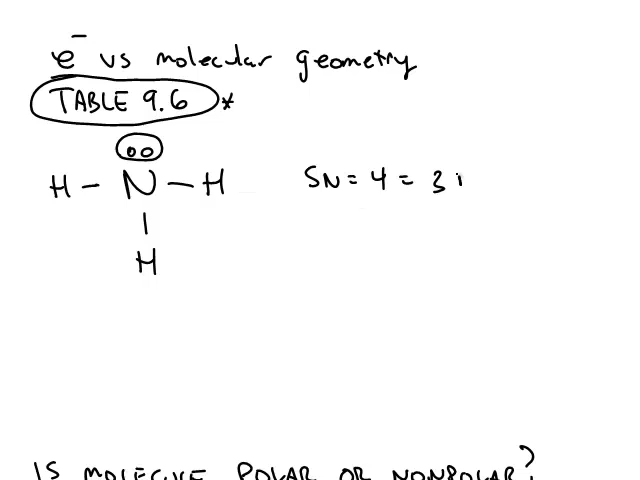 e⁻ vs molecular geometry
TABLE 9.6 *
H - N - H SN = 4 = 3
|
H
IS MOLECULE POLAR OR NONPOLAR?